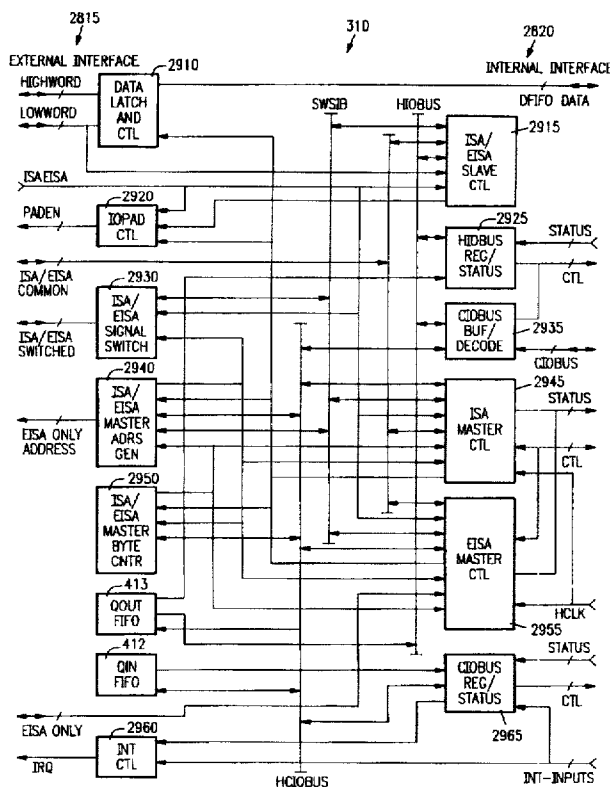 2815
310
2820
EXTERNAL INTERFACE
2910
INTERNAL INTERFACE
HIGHWORD
DATA
LATCH
AND
CTL
LOWWORD
SWSIB
HIOBUS
DFIFO DATA
2915
ISA/
EISA
SLAVE
CTL
ISAEISA
2920
PADEN
IOPAD
CTL
2925
HIOBUS
REG/
STATUS
STATUS
CTL
ISA/EISA
COMMON
2930
ISA/
EISA
SIGNAL
SWITCH
ISA/EISA
SWITCHED
CIOBUS
BUF/
DECODE
2935
CIOBUS
2940
ISA/
EISA
MASTER
ADRS
GEN
EISA ONLY
ADDRESS
2945
ISA
MASTER
CTL
STATUS
CTL
2950
ISA/
EISA
MASTER
BYTE
CNTR
EISA
MASTER
CTL
HCLK
2955
413
QOUT
FIFO
412
QIN
FIFO
STATUS
CIOBUS
REG/
STATUS
CTL
2965
EISA ONLY
2960
INT
CTL
IRQ
HCIOBUS
INT-INPUTS